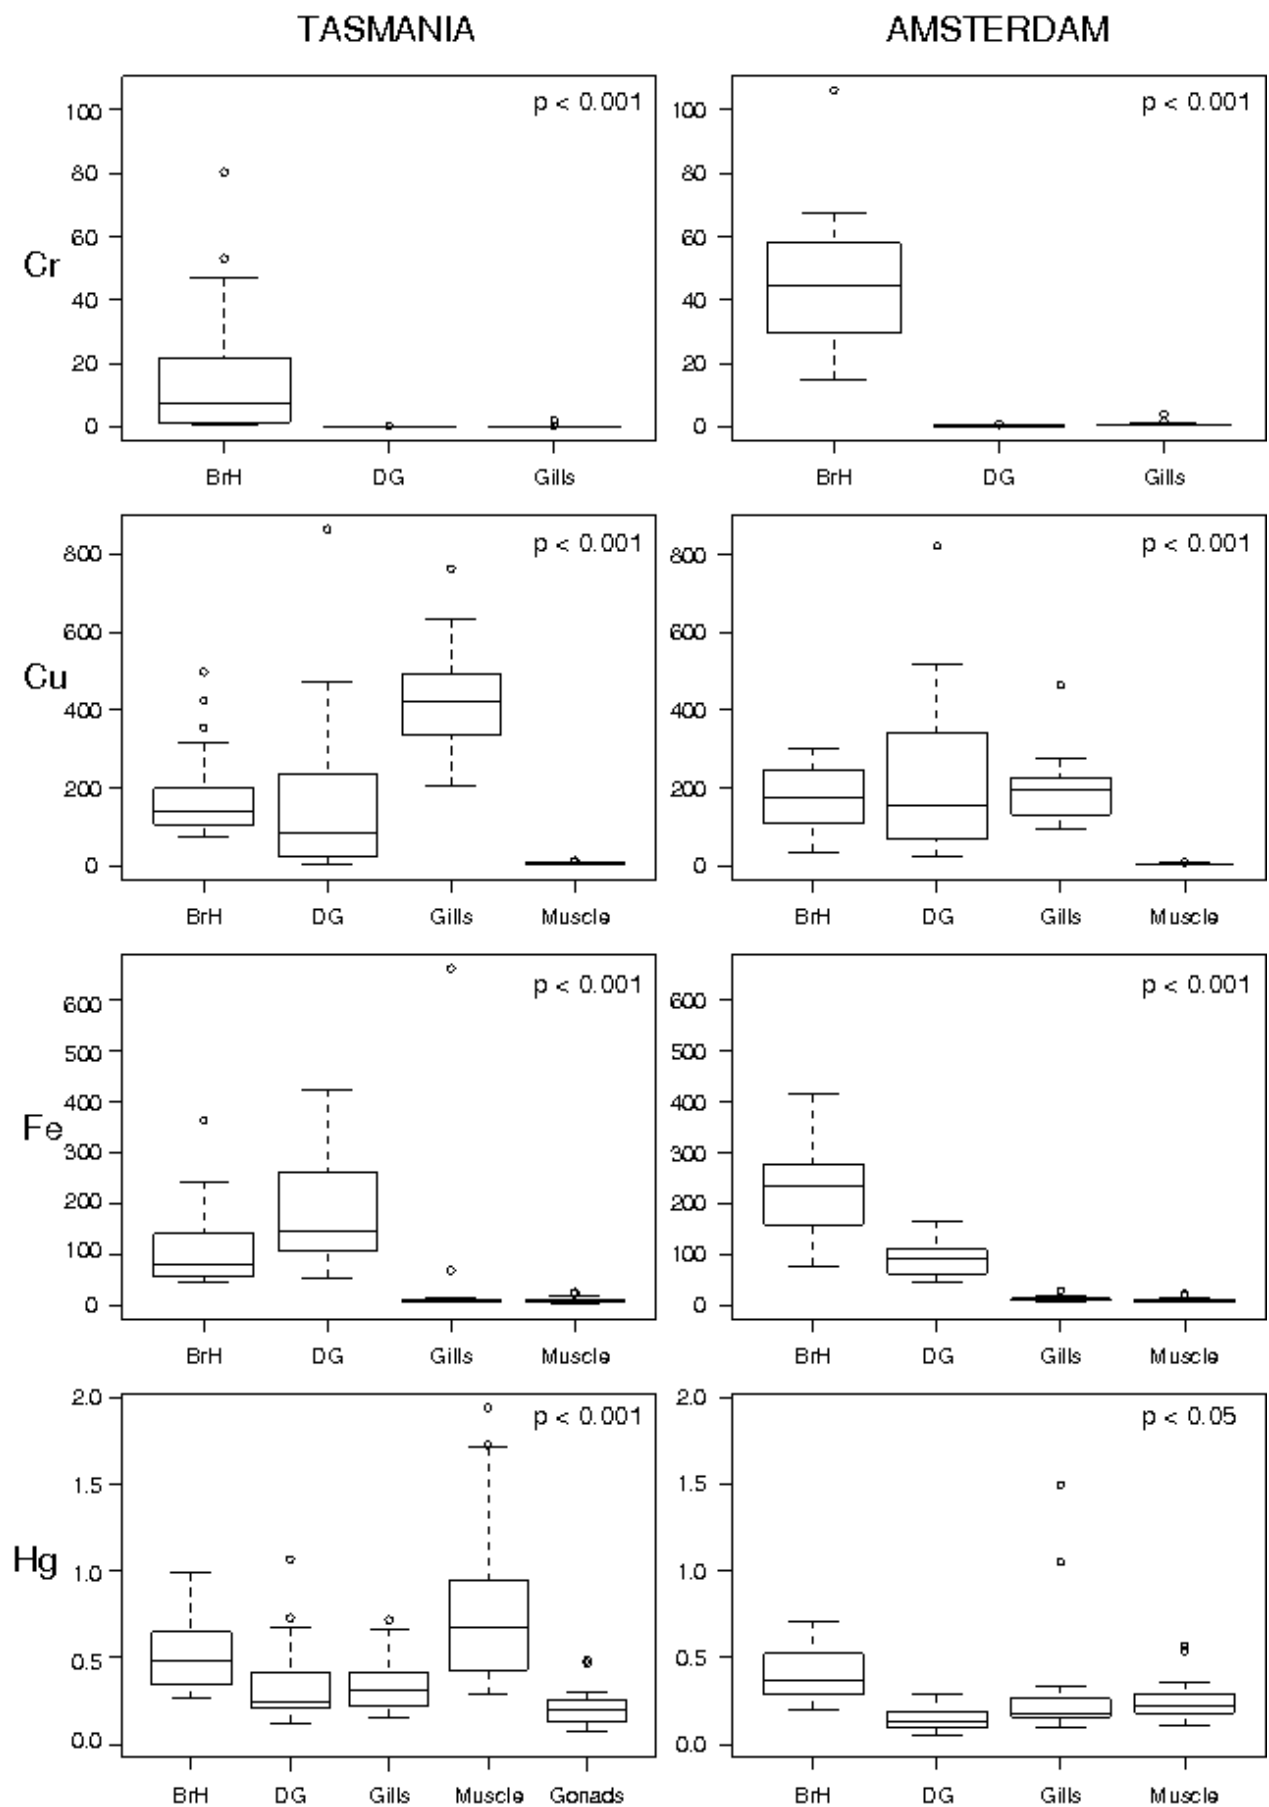 TASMANIA AMSTERDAM
p < 0.001 p < 0.001
100 100
80 80
60 60
Cr
40 40
20 20
0 0
BrH DG Gills BrH DG Gills
p < 0.001 p < 0.001
800 800
600 600
Cu
400 400
200 200
0 0
BrH DG Gills Muscle BrH DG Gills Muscle
p < 0.001 p < 0.001
600 600
500 500
400 400
Fe
300 300
200 200
100 100
0 0
BrH DG Gills Muscle BrH DG Gills Muscle
2.0 2.0
p < 0.001 p < 0.05
1.5 1.5
Hg
1.0 1.0
0.5 0.5
0.0 0.0
BrH DG Gills Muscle Gonads BrH DG Gills Muscle